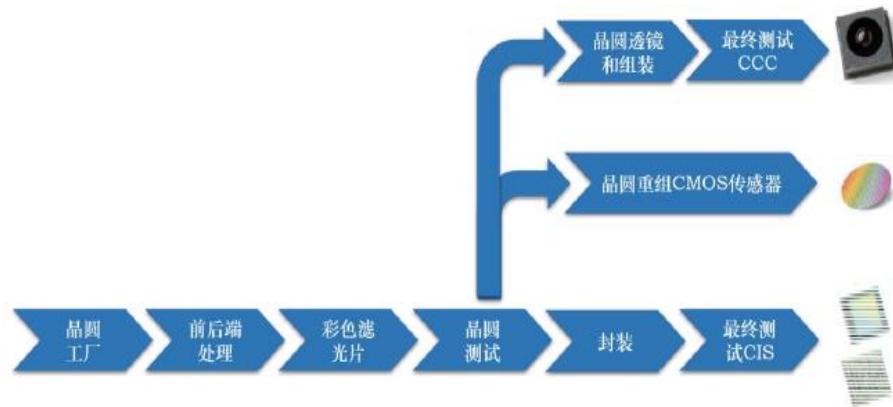 晶圆透镜
和组装
最终测试
CCC
晶圆重组CMOS传感器
晶圆
工厂
前后端
处理
彩色滤
光片
晶圆
测试
封装
最终测
试CIS